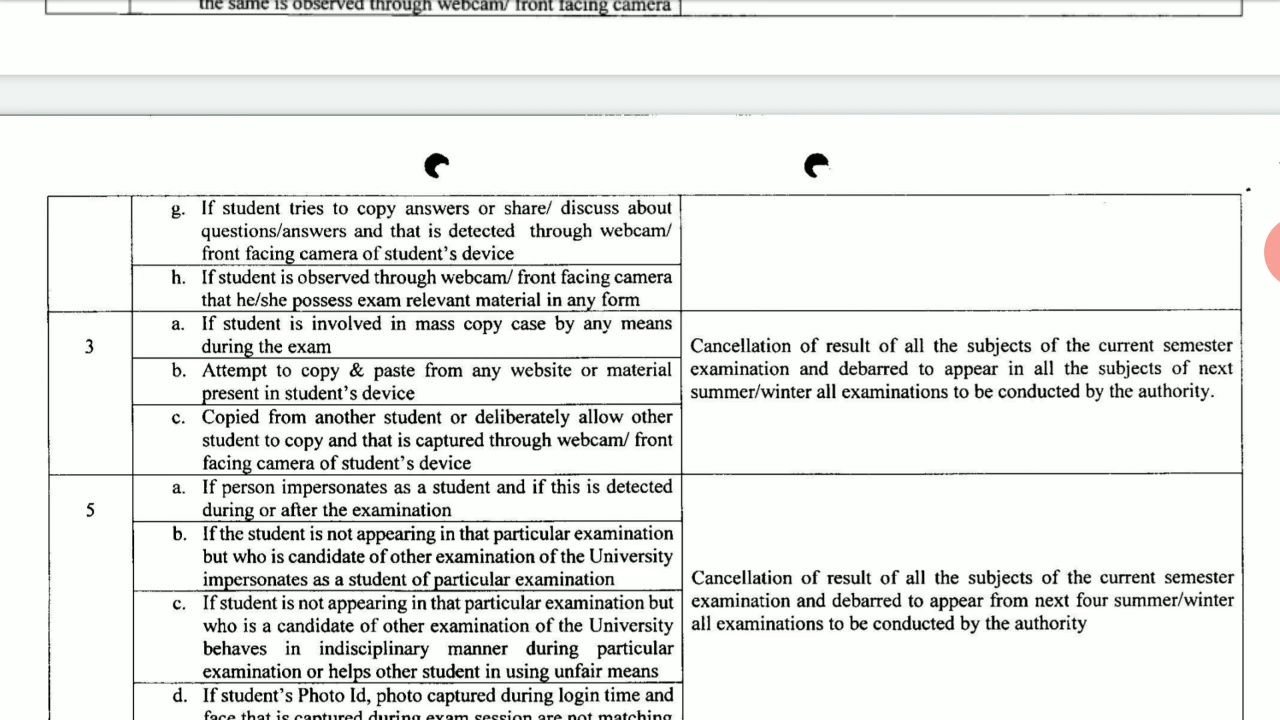 the same is observed through webcam/ front facing camera
g. If student tries to copy answers or share/ discuss about
questions/answers and that is detected through webcam/
front facing camera of student's device
h. If student is observed through webcam/ front facing camera
that he/she possess exam relevant material in any form
3
a. If student is involved in mass copy case by any means
during the exam
b. Attempt to copy & paste from any website or material
present in student's device
c. Copied from another student or deliberately allow other
student to copy and that is captured through webcam/ front
facing camera of student's device
Cancellation of result of all the subjects of the current semester
examination and debarred to appear in all the subjects of next
summer/winter all examinations to be conducted by the authority.
5
a. If person impersonates as a student and if this is detected
during or after the examination
b. If the student is not appearing in that particular examination
but who is candidate of other examination of the University
impersonates as a student of particular examination
c. If student is not appearing in that particular examination but
who is a candidate of other examination of the University
behaves in indisciplinary manner during particular
examination or helps other student in using unfair means
d. If student's Photo Id, photo captured during login time and
face that is captured during exam session are not matching
Cancellation of result of all the subjects of the current semester
examination and debarred to appear from next four summer/winter
all examinations to be conducted by the authority